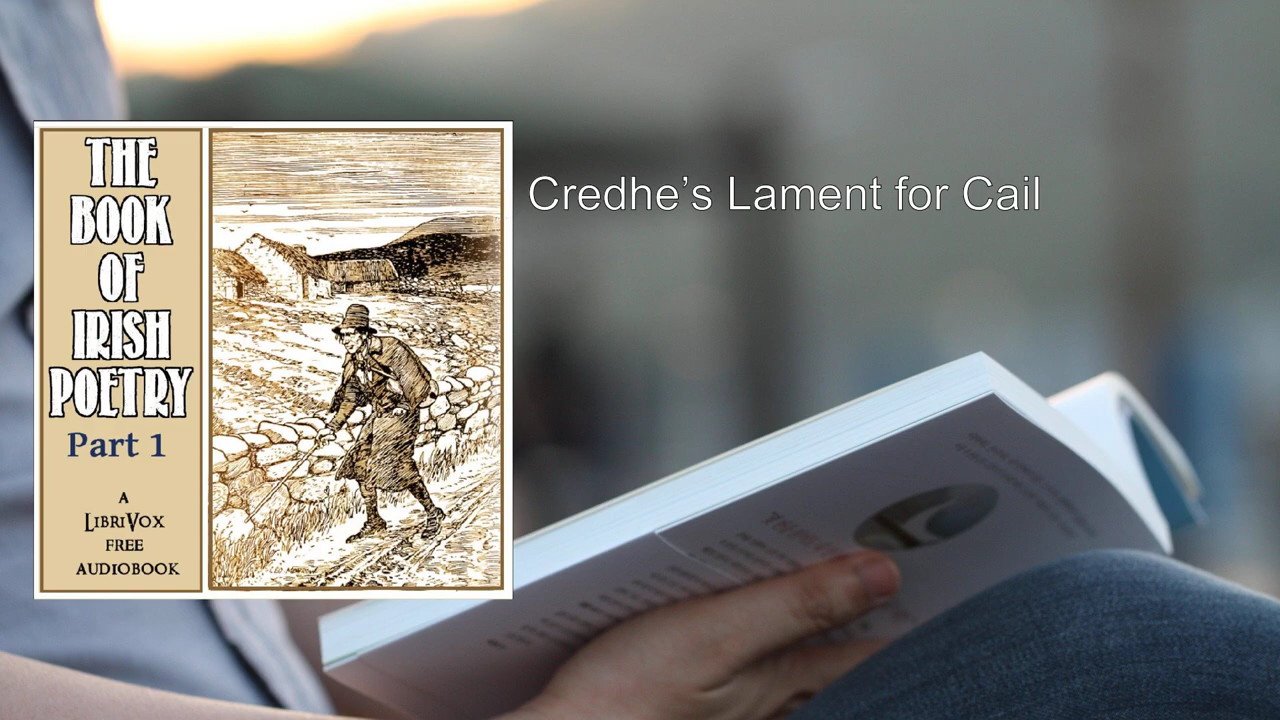 THE
BOOK
OF
IRISH
POETRY
Part 1
A
LIBRIVOX
FREE
AUDIOBOOK
Credhe’s Lament for Cail